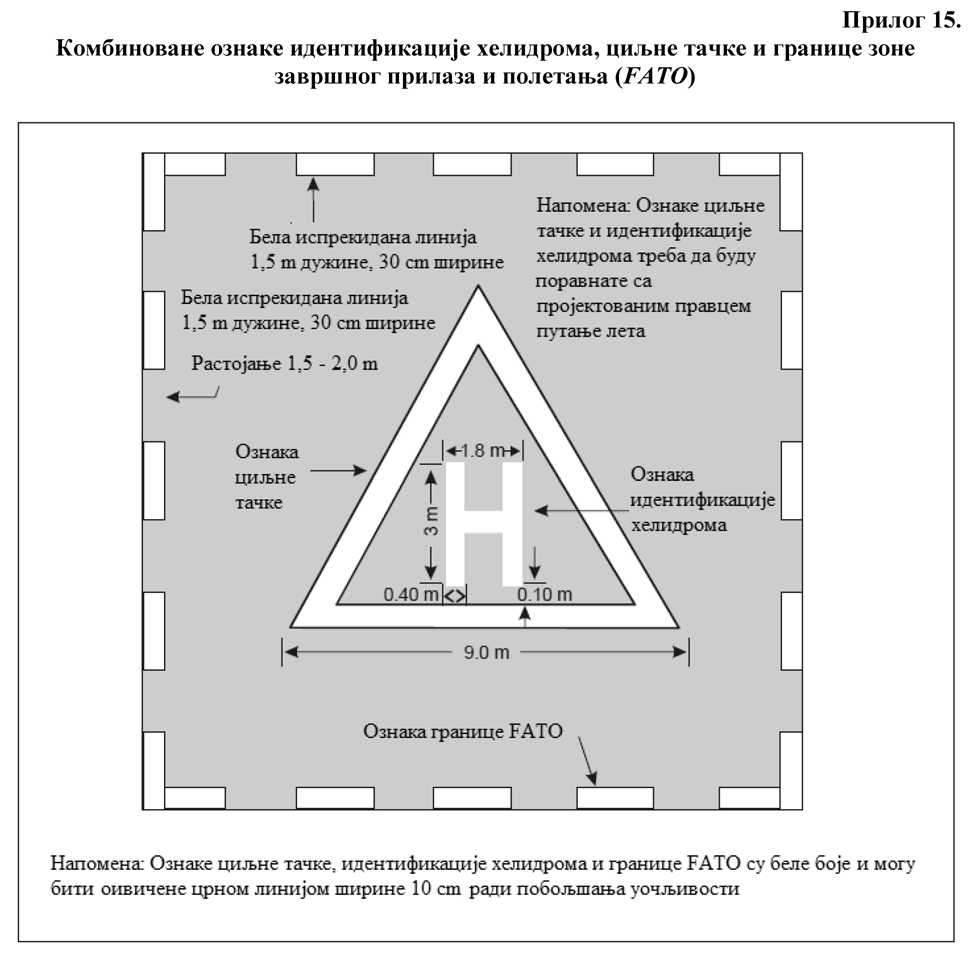 Прилог 15.
Комбиноване ознаке идентификације хелидрома, циљне тачке и границе зоне
завршног прилаза и полетања (FATO)
Бела испрекидана линија
1,5 m дужине, 30 cm ширине
Напомена: Ознаке циљне
тачке и идентификације
хелидрома треба да буду
поравнате са
пројектованим правцем
путање лета
Бела испрекидана линија
1,5 m дужине, 30 cm ширине
Растојање 1,5 - 2,0 m
Ознака
циљне
тачке
1.8 m
3 m
Ознака
идентификације
хелидрома
0.40 m
0.10 m
9.0 m
Ознака границе FATO
Напомена: Ознаке циљне тачке, идентификације хелидрома и границе FATO су беле боје и могу
бити оивичене црном линијом ширине 10 cm ради побољшања уочљивости